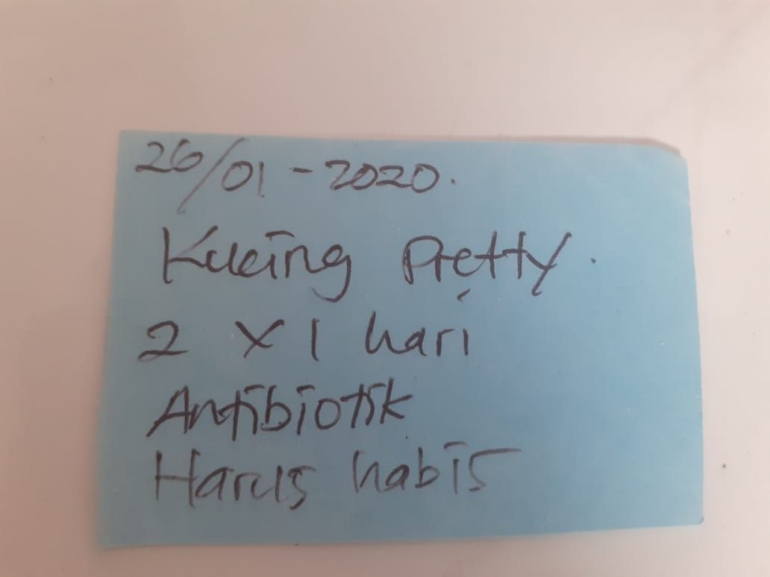 26/01-2020.
Kucing Pretty.
2 x 1 hari
Antibiotik
Harus habis